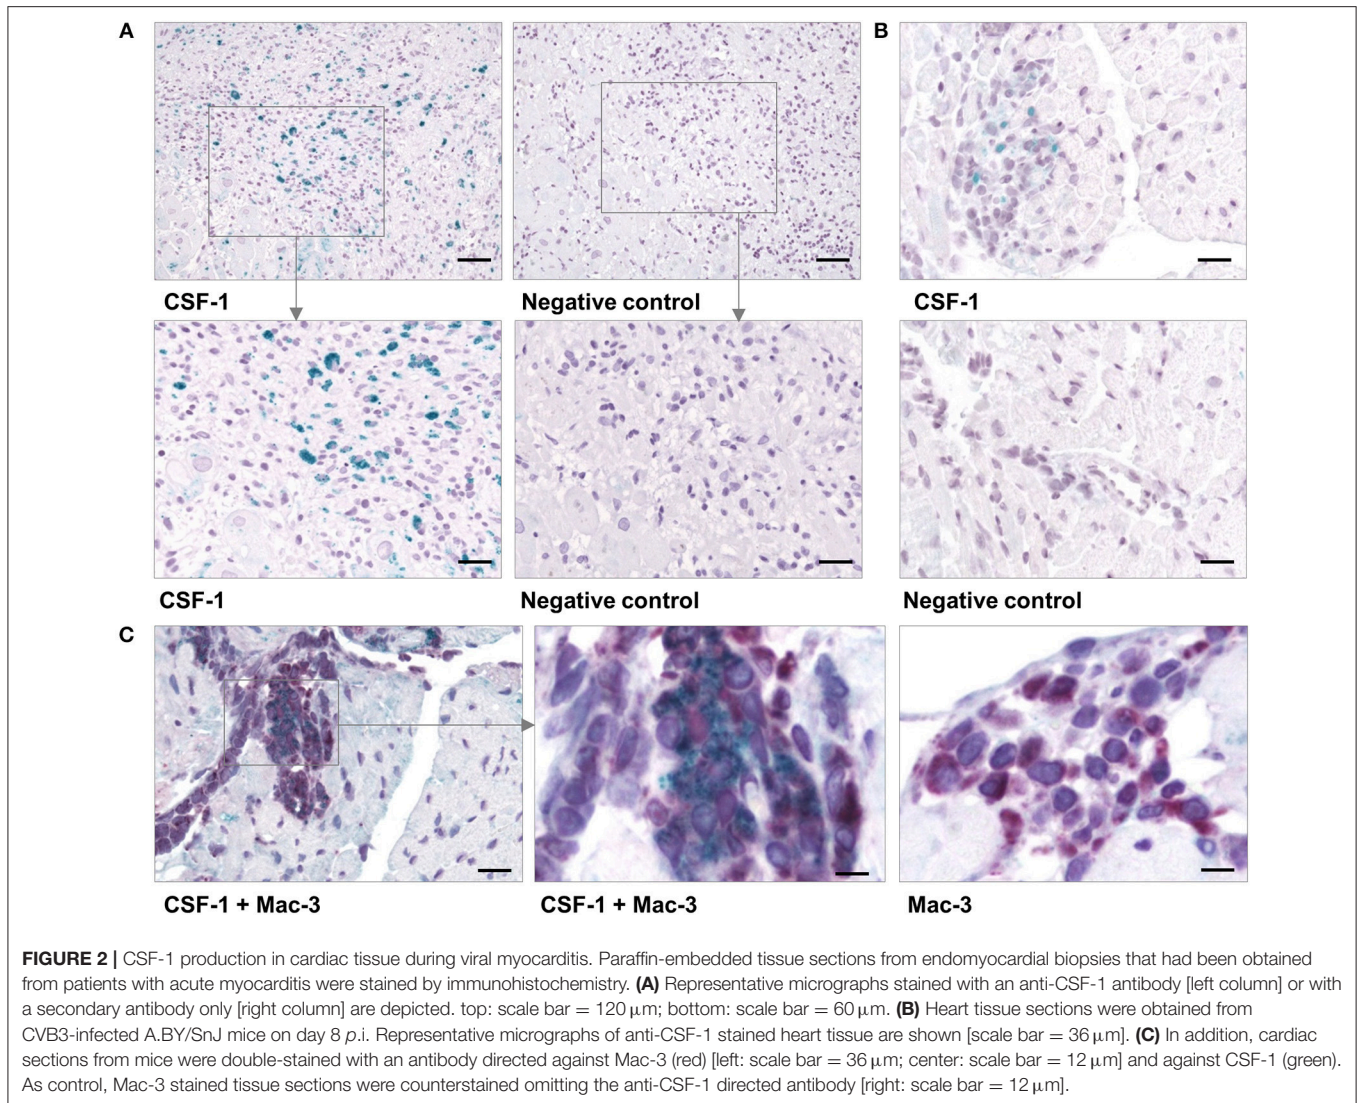 A
B
CSF-1
Negative control
CSF-1
CSF-1
Negative control
Negative control
C
CSF-1 + Mac-3
CSF-1 + Mac-3
Mac-3
FIGURE 2 | CSF-1 production in cardiac tissue during viral myocarditis. Paraffin-embedded tissue sections from endomyocardial biopsies that had been obtained
from patients with acute myocarditis were stained by immunohistochemistry. (A) Representative micrographs stained with an anti-CSF-1 antibody [left column] or with
a secondary antibody only [right column] are depicted. top: scale bar = 120 μm; bottom: scale bar = 60 μm. (B) Heart tissue sections were obtained from
CVB3-infected A.BY/SnJ mice on day 8 p.i. Representative micrographs of anti-CSF-1 stained heart tissue are shown [scale bar = 36 μm]. (C) In addition, cardiac
sections from mice were double-stained with an antibody directed against Mac-3 (red) [left: scale bar = 36 μm; center: scale bar = 12 μm] and against CSF-1 (green).
As control, Mac-3 stained tissue sections were counterstained omitting the anti-CSF-1 directed antibody [right: scale bar = 12 μm].